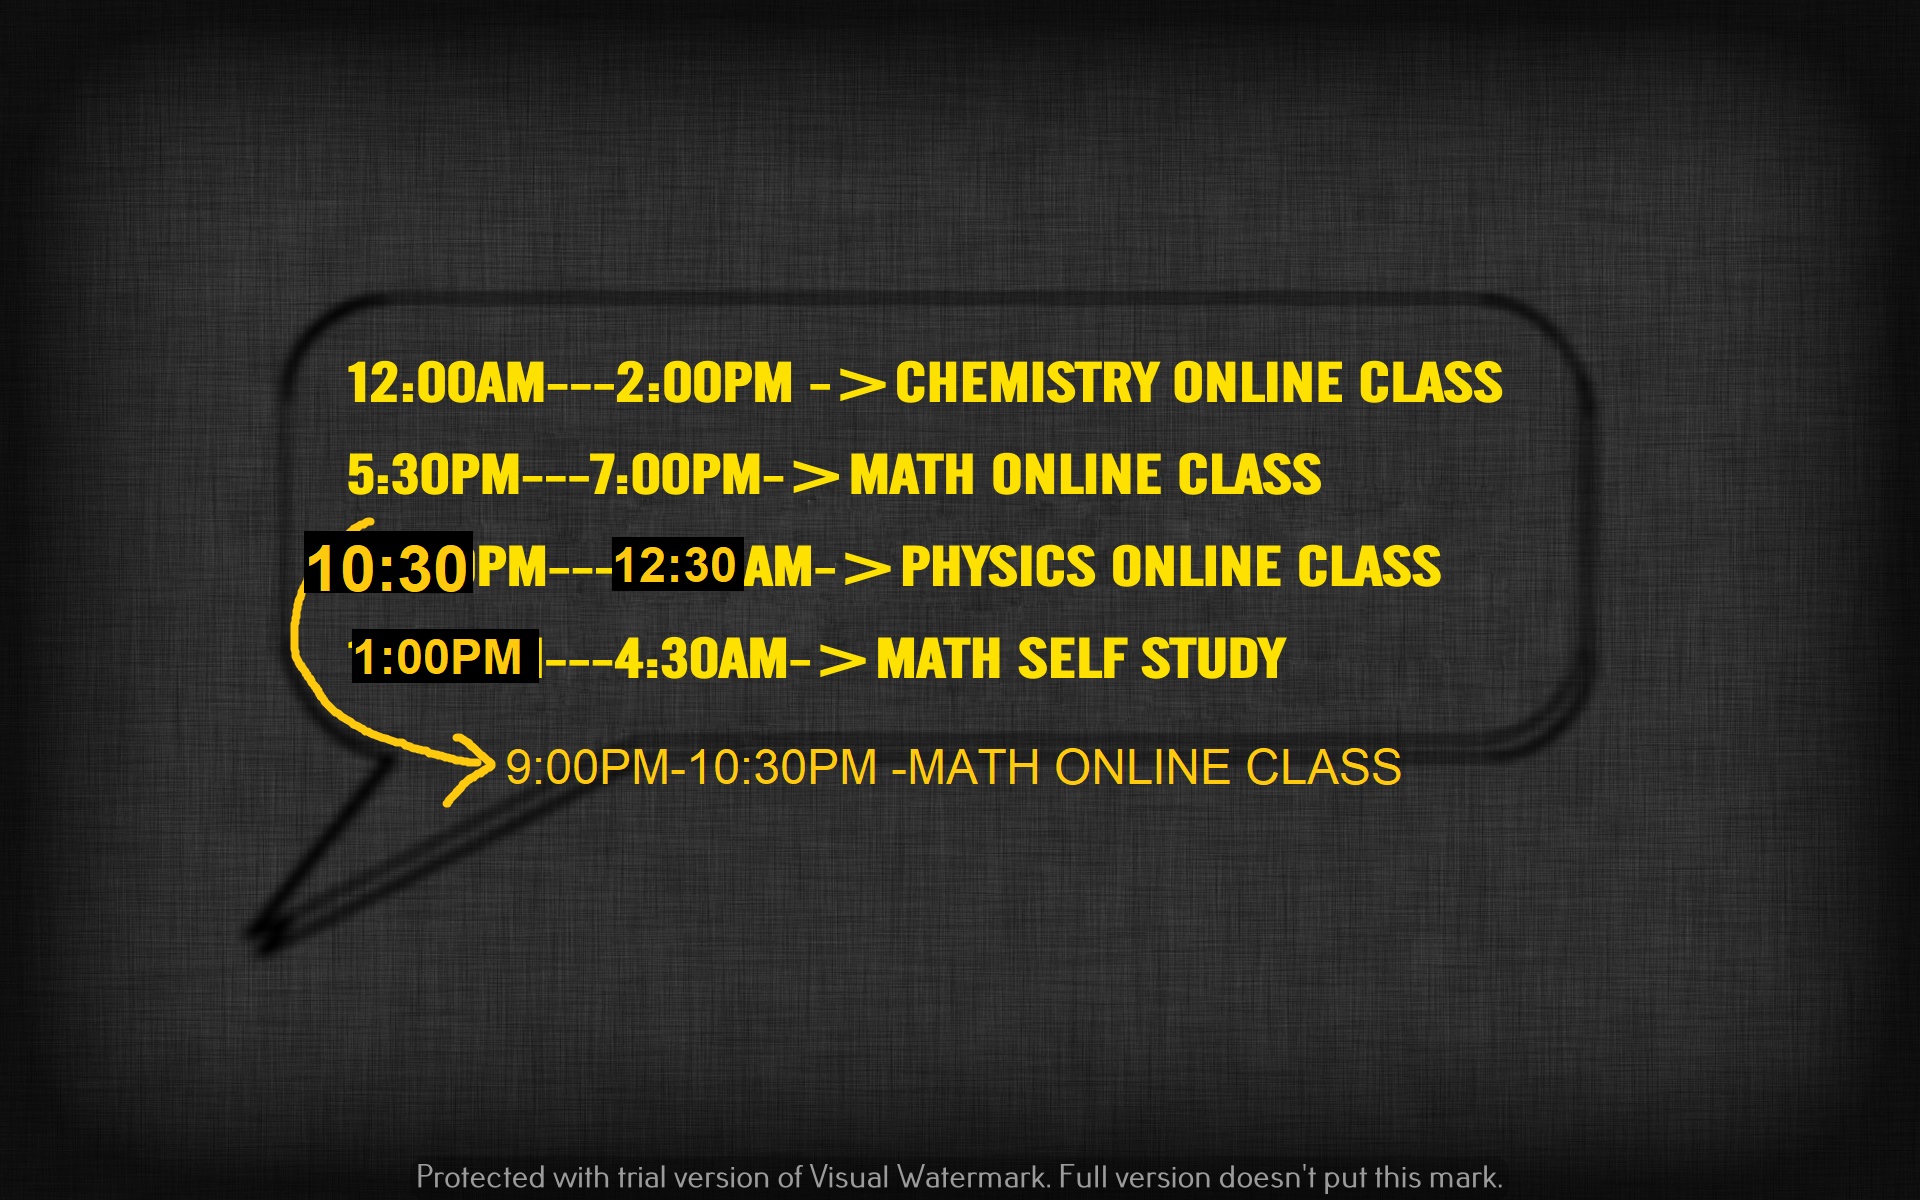 12:00AM---2:00PM -> CHEMISTRY ONLINE CLASS
5:30PM---7:00PM-> MATH ONLINE CLASS
10:30PM---12:30AM-> PHYSICS ONLINE CLASS
1:00PM ---4:30AM-> MATH SELF STUDY
9:00PM-10:30PM -MATH ONLINE CLASS
Protected with trial version of Visual Watermark. Full version doesn't put this mark.